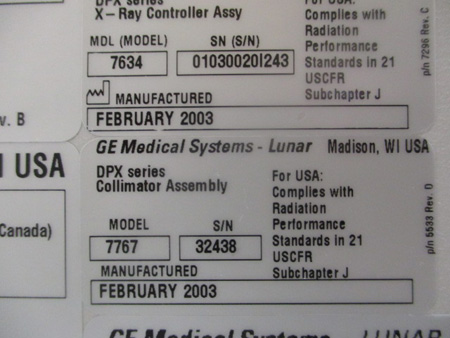 DPX series
X-Ray Controller Assy
For USA:
Complies with
Radiation
Performance
Standards in 21
USCFR
Subchapter J
MDL (MODEL) SN (S/N)
7634 01030020I243
MANUFACTURED
FEBRUARY 2003
p/n 7296 Rev. C
v. B
I USA
Canada)
GE Medical Systems - Lunar Madison, WI USA
DPX series
Collimator Assembly
For USA:
Complies with
Radiation
Performance
Standards in 21
USCFR
Subchapter J
MODEL S/N
7767 32438
MANUFACTURED
FEBRUARY 2003
p/n 5533 Rev. D
GE Medical Systems - LUNAR